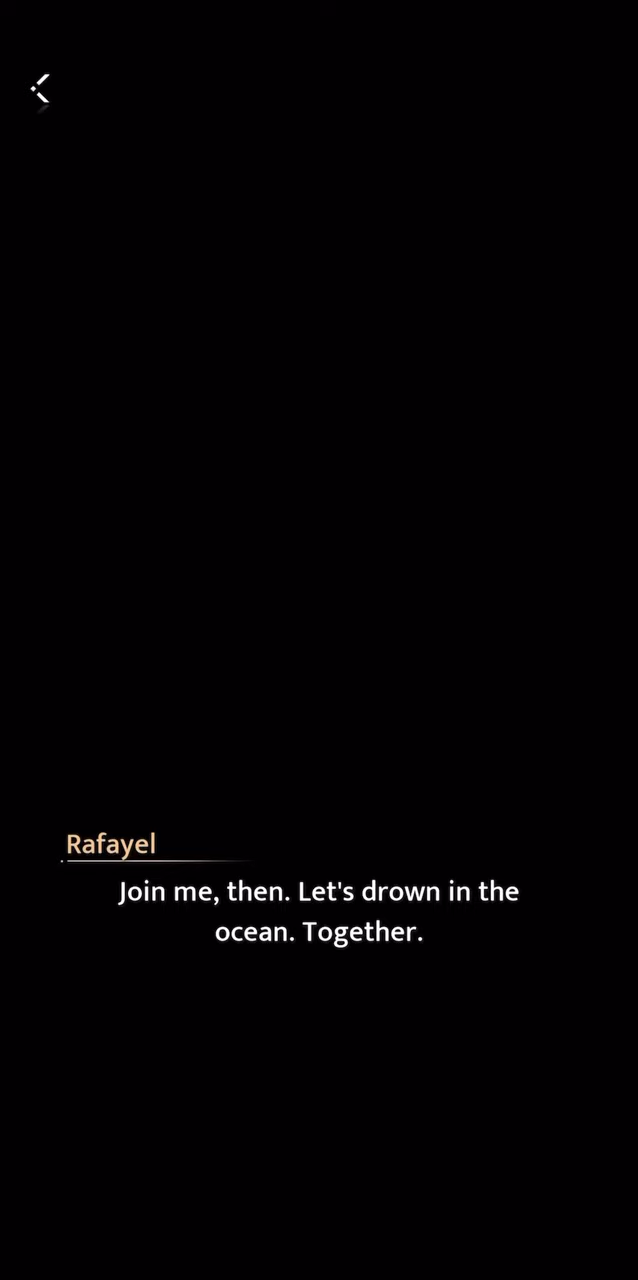 Rafayel
Join me, then. Let's drown in the
ocean. Together.